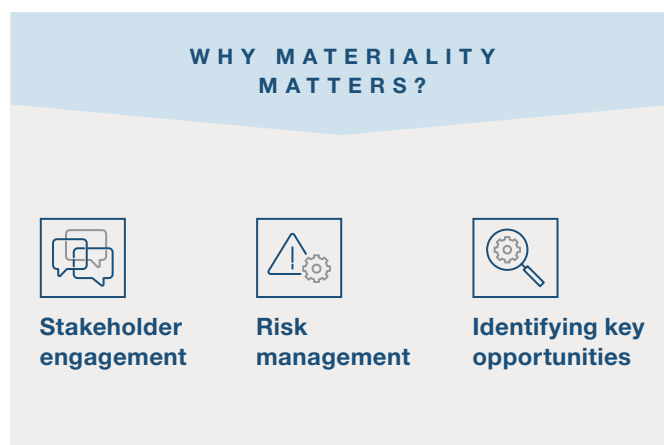 WHY MATERIALITY
MATTERS?
Stakeholder
engagement
Risk
management
Identifying key
opportunities